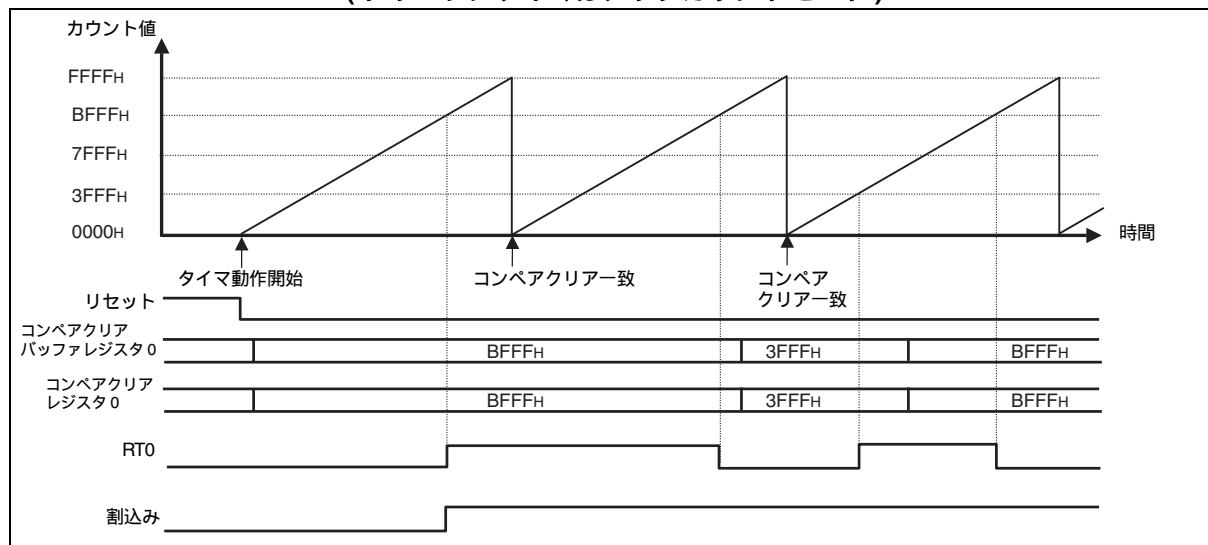 カウント値
FFFFH
BFFFH
7FFFH
3FFFH
0000H
時間
タイマ動作開始
コンペアクリア一致
コンペア
クリア一致
リセット
コンペアクリア
バッファレジスタ0
BFFFH
3FFFH
BFFFH
コンペアクリア
レジスタ0
BFFFH
3FFFH
BFFFH
RT0
割込み